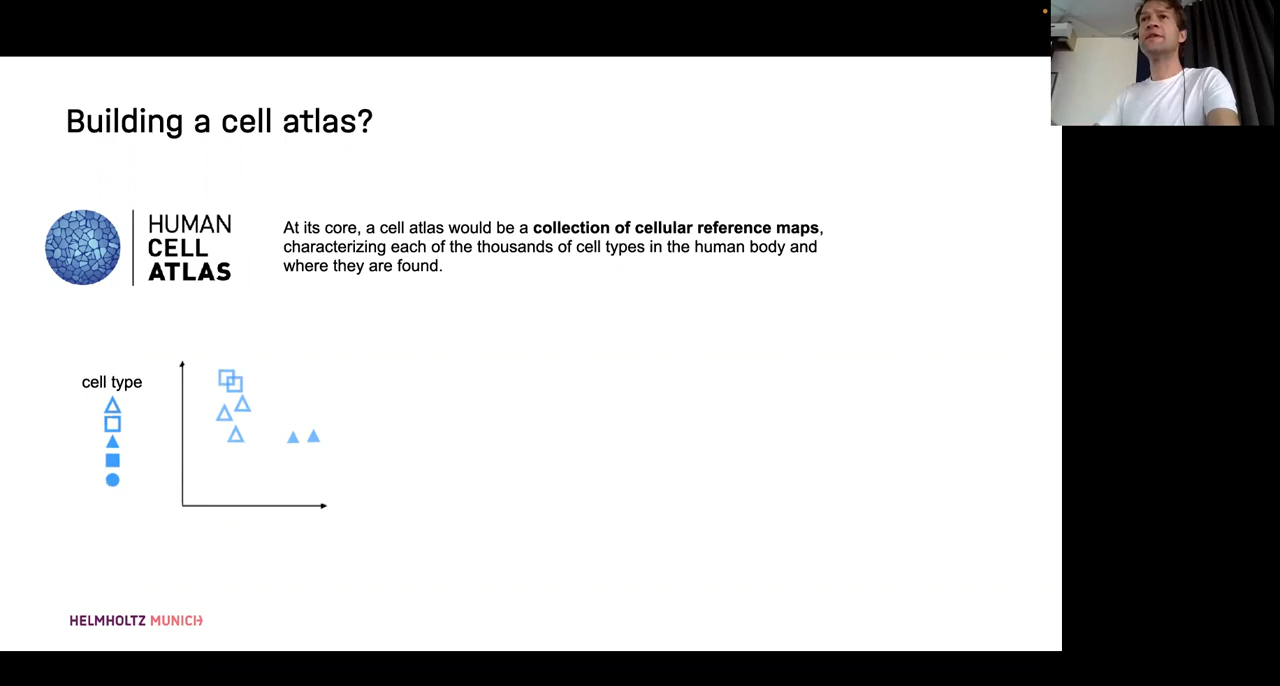 Building a cell atlas?
HUMAN
CELL
ATLAS
At its core, a cell atlas would be a collection of cellular reference maps,
characterizing each of the thousands of cell types in the human body and
where they are found.
cell type
HELMHOLTZ MUNICH